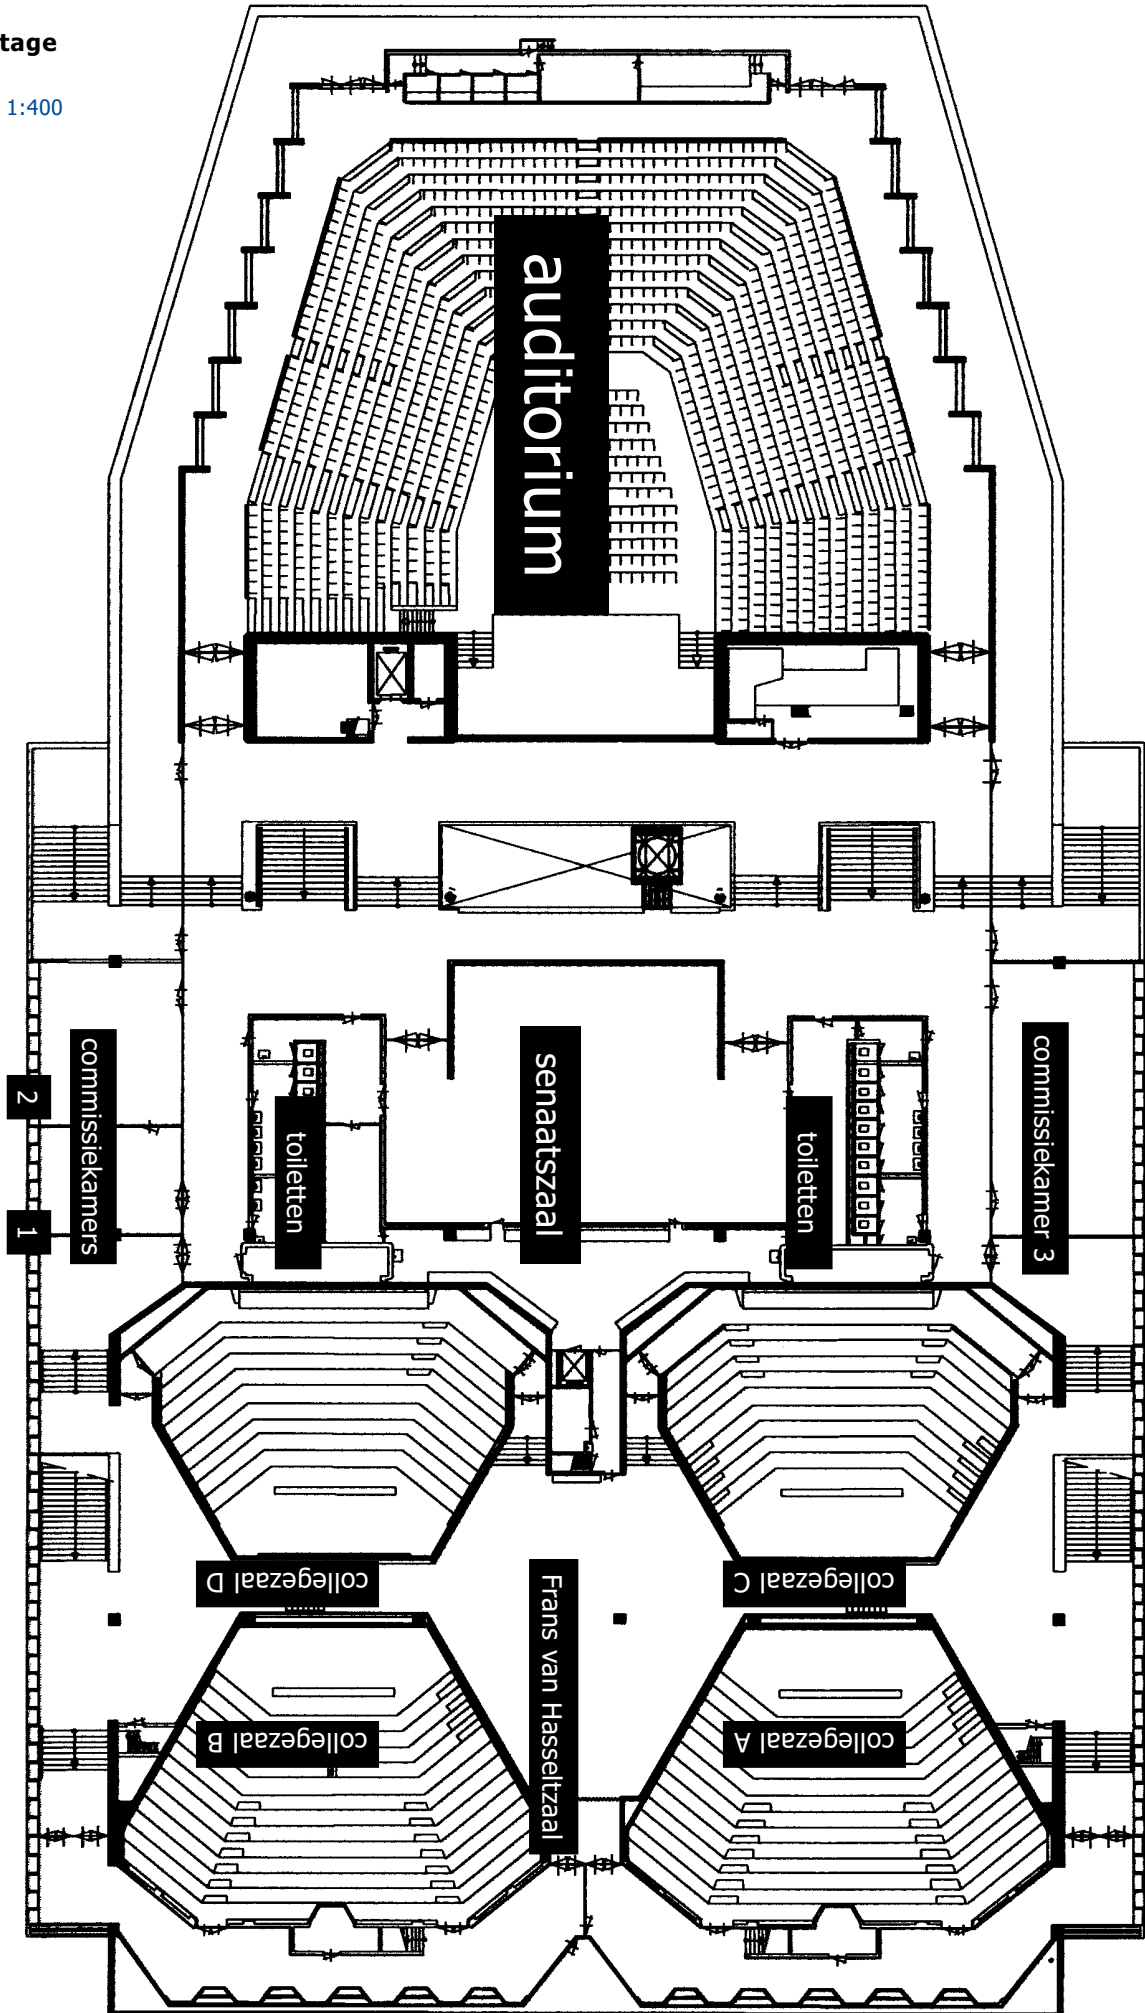 tage
1:400
auditorium
senaatszaal
commissiekamers
2
1
toiletten
toiletten
commissiekamer 3
collegezaal D
collegezaal C
Frans van Hasseltzaal
collegezaal B
collegezaal A